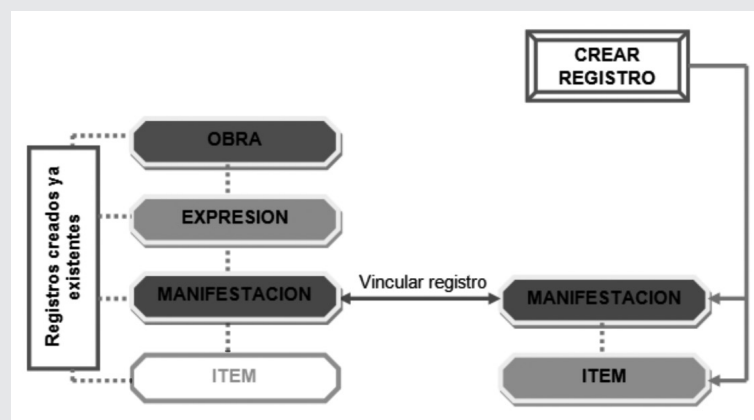 CREAR
REGISTRO
Registros creados ya
existentes
OBRA
EXPRESION
MANIFESTACION
Vincular registro
MANIFESTACION
ITEM
ITEM